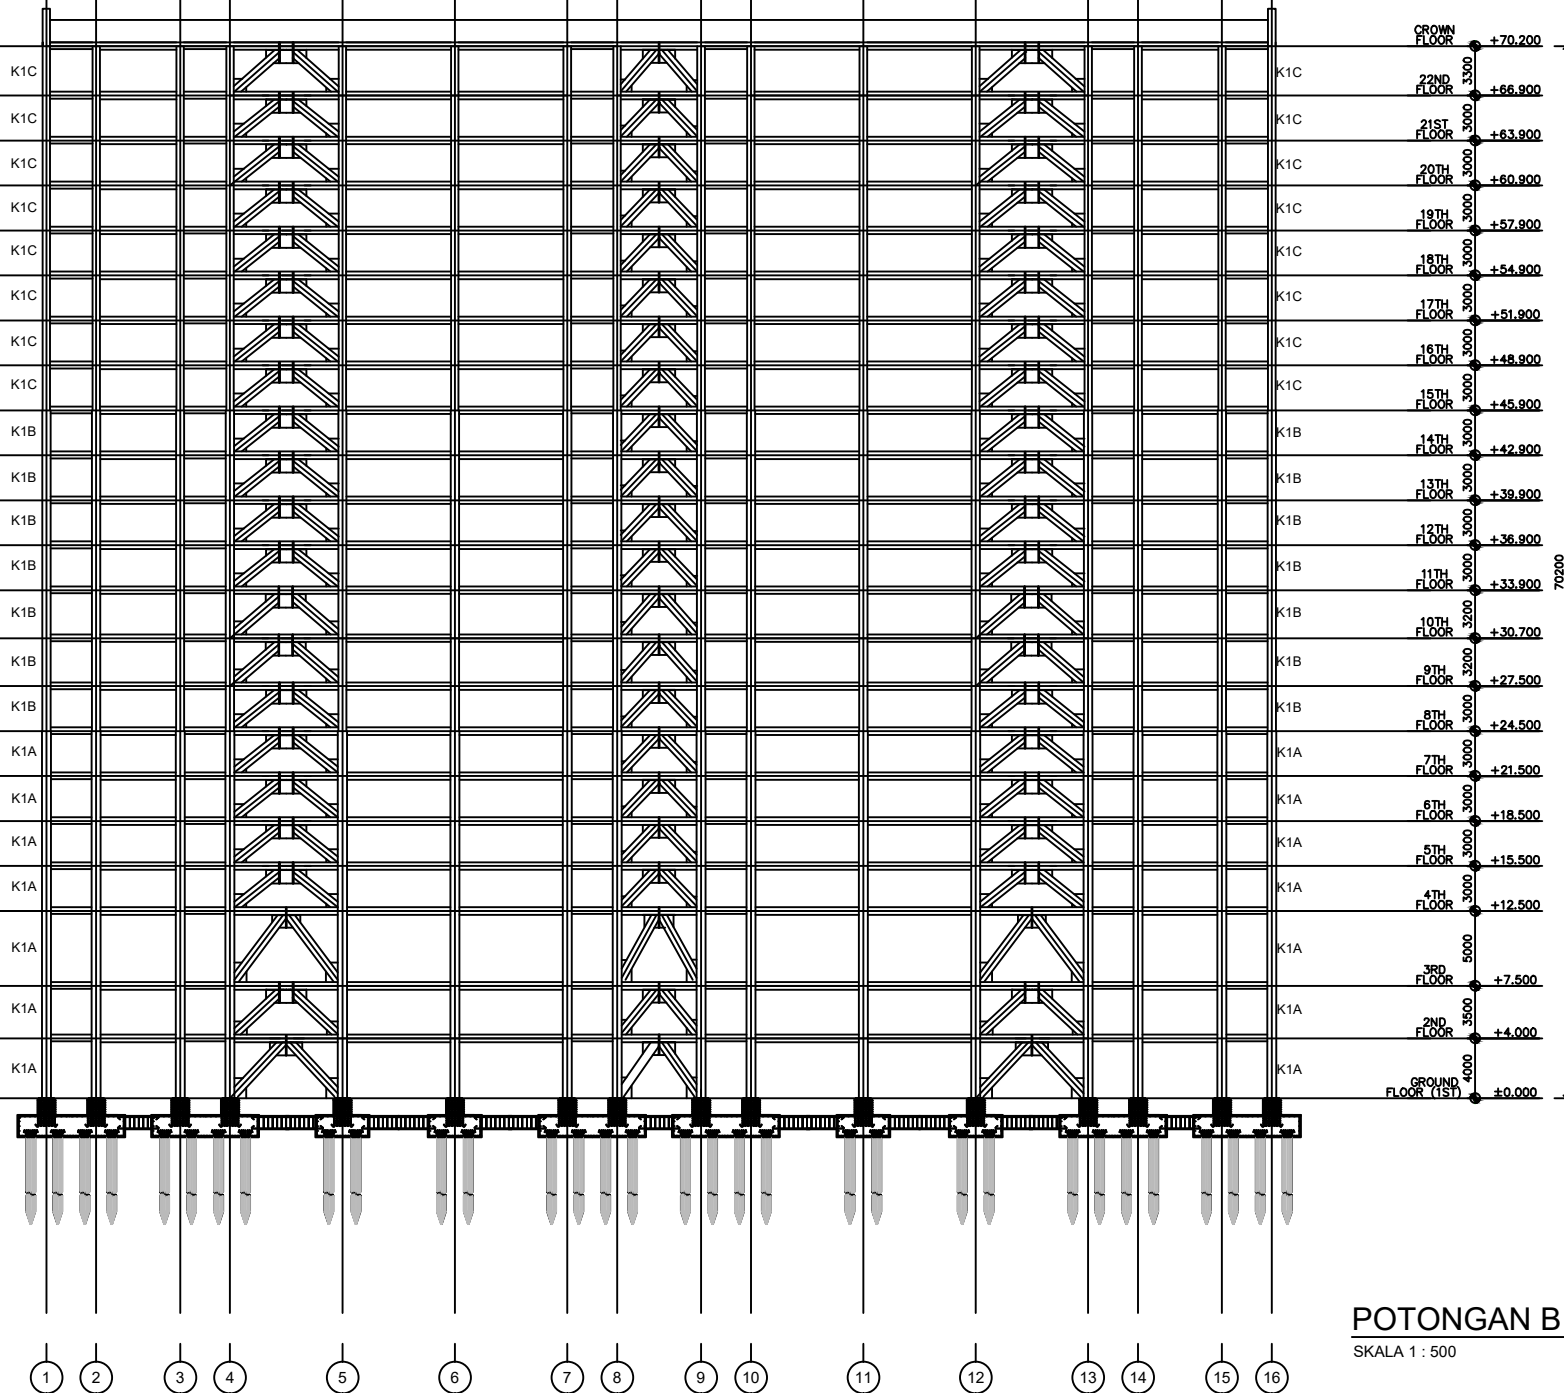 CROWN
FLOOR
+70.200
K1C
K1C
3300
22ND
FLOOR
+66.900
K1C
K1C
3000
21ST
FLOOR
+63.900
K1C
K1C
3000
20TH
FLOOR
+60.900
K1C
K1C
3000
19TH
FLOOR
+57.900
K1C
K1C
3000
18TH
FLOOR
+54.900
K1C
K1C
3000
17TH
FLOOR
+51.900
K1C
K1C
3000
16TH
FLOOR
+48.900
K1C
K1C
3000
15TH
FLOOR
+45.900
K1B
K1B
3000
14TH
FLOOR
+42.900
K1B
K1B
3000
13TH
FLOOR
+39.900
K1B
K1B
3000
12TH
FLOOR
+36.900
K1B
K1B
3000
11TH
FLOOR
+33.900
70200
K1B
K1B
3200
10TH
FLOOR
+30.700
K1B
K1B
3200
9TH
FLOOR
+27.500
K1B
K1B
3000
8TH
FLOOR
+24.500
K1A
K1A
3000
7TH
FLOOR
+21.500
K1A
K1A
3000
6TH
FLOOR
+18.500
K1A
K1A
3000
5TH
FLOOR
+15.500
K1A
K1A
3000
4TH
FLOOR
+12.500
K1A
K1A
5000
3RD
FLOOR
+7.500
K1A
K1A
3500
2ND
FLOOR
+4.000
K1A
K1A
4000
GROUND
FLOOR (1ST)
±0.000
POTONGAN B
SKALA 1 : 500
1 2 3 4 5 6 7 8 9 10 11 12 13 14 15 16